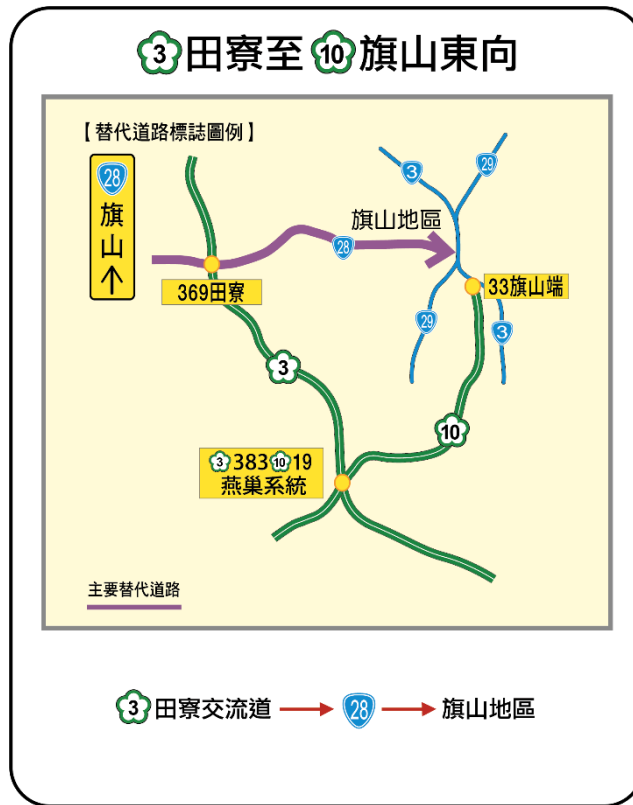 3田寮至10旗山東向
【替代道路標誌圖例】
28
旗山
↑
3
29
旗山地區
28
369田寮
33旗山端
29
3
3
10
3 383 10 19
燕巢系統
主要替代道路
3田寮交流道 → 28 → 旗山地區